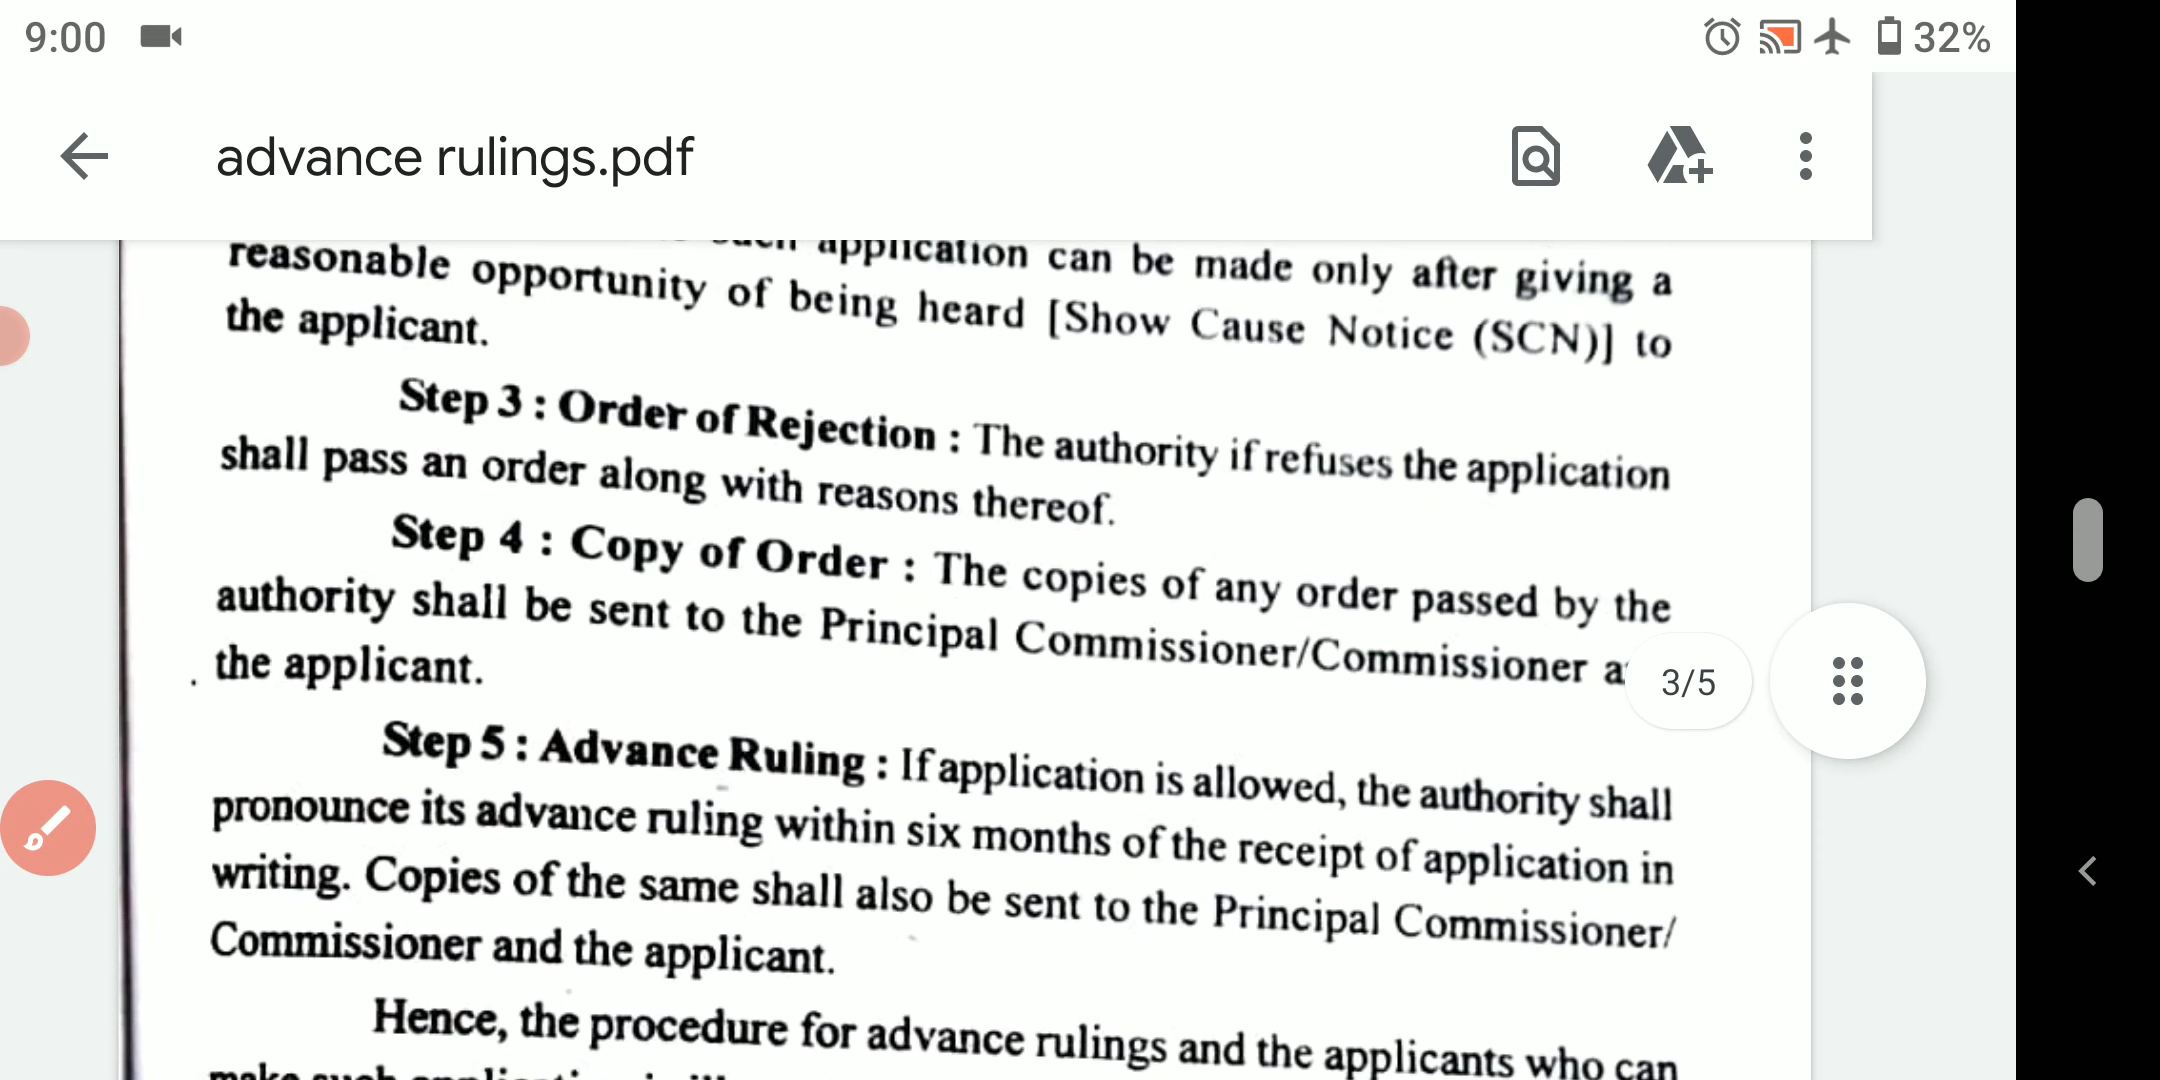 9:00
32%
advance rulings.pdf
application can be made only after giving a
reasonable opportunity of being heard [Show Cause Notice (SCN)] to
the applicant.
Step 3 : Order of Rejection : The authority if refuses the application
shall pass an order along with reasons thereof.
Step 4 : Copy of Order : The copies of any order passed by the
authority shall be sent to the Principal Commissioner/Commissioner a
the applicant.
3/5
Step 5 : Advance Ruling : If application is allowed, the authority shall
pronounce its advance ruling within six months of the receipt of application in
writing. Copies of the same shall also be sent to the Principal Commissioner/
Commissioner and the applicant.
Hence, the procedure for advance rulings and the applicants who can